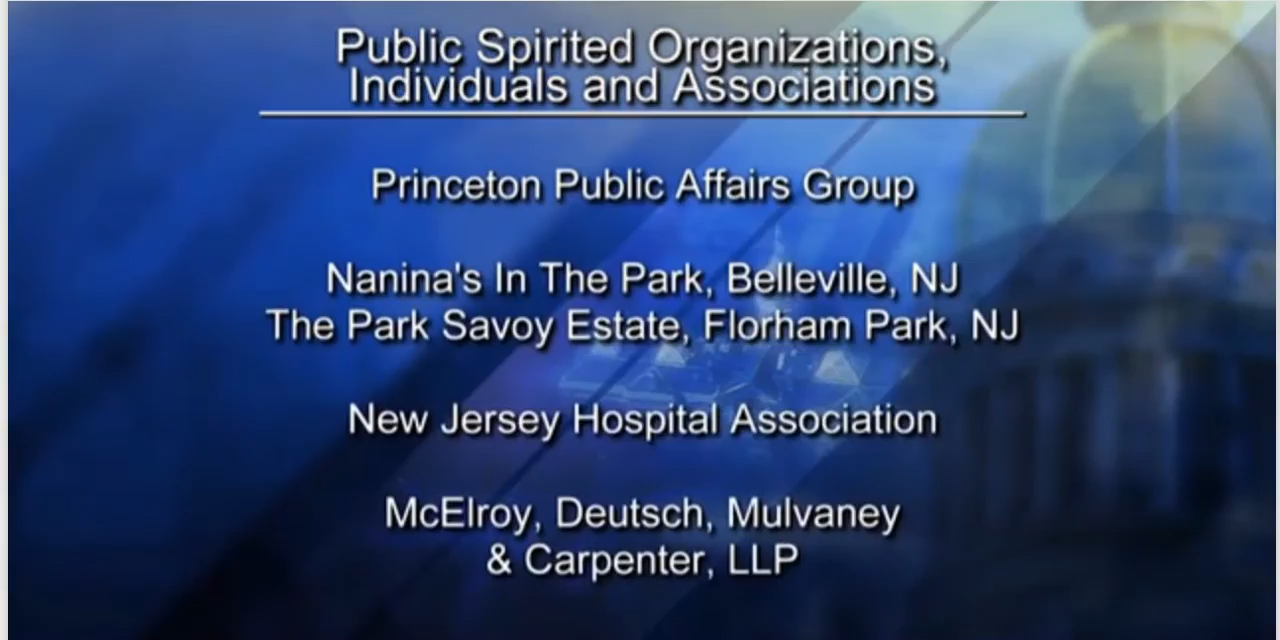 Public Spirited Organizations,
Individuals and Associations
Princeton Public Affairs Group
Nanina's In The Park, Belleville, NJ
The Park Savoy Estate, Florham Park, NJ
New Jersey Hospital Association
McElroy, Deutsch, Mulvaney
& Carpenter, LLP